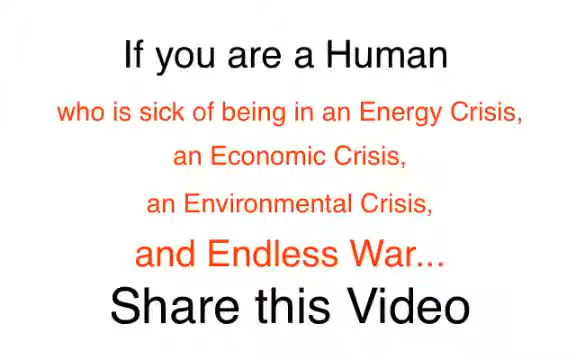 If you are a Human
who is sick of being in an Energy Crisis,
an Economic Crisis,
an Environmental Crisis,
and Endless War...
Share this Video